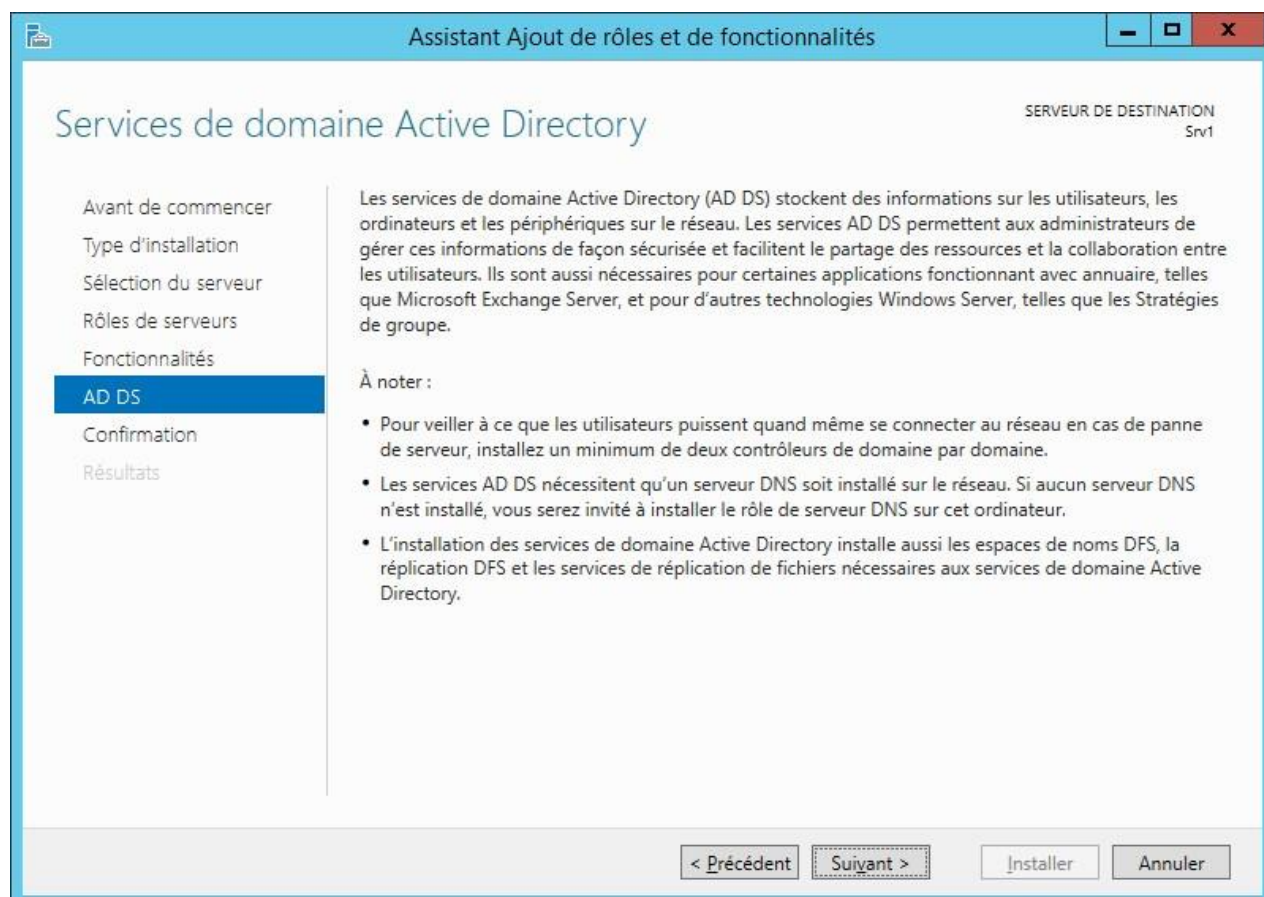 Assistant Ajout de rôles et de fonctionnalités
Services de domaine Active Directory
SERVEUR DE DESTINATION
Srv1
Avant de commencer
Type d'installation
Sélection du serveur
Rôles de serveurs
Fonctionnalités
AD DS
Confirmation
Résultats
Les services de domaine Active Directory (AD DS) stockent des informations sur les utilisateurs, les
ordinateurs et les périphériques sur le réseau. Les services AD DS permettent aux administrateurs de
gérer ces informations de façon sécurisée et facilitent le partage des ressources et la collaboration entre
les utilisateurs. Ils sont aussi nécessaires pour certaines applications fonctionnant avec annuaire, telles
que Microsoft Exchange Server, et pour d'autres technologies Windows Server, telles que les Stratégies
de groupe.
À noter :
• Pour veiller à ce que les utilisateurs puissent quand même se connecter au réseau en cas de panne
de serveur, installez un minimum de deux contrôleurs de domaine par domaine.
• Les services AD DS nécessitent qu'un serveur DNS soit installé sur le réseau. Si aucun serveur DNS
n'est installé, vous serez invité à installer le rôle de serveur DNS sur cet ordinateur.
• L'installation des services de domaine Active Directory installe aussi les espaces de noms DFS, la
réplication DFS et les services de réplication de fichiers nécessaires aux services de domaine Active
Directory.
< Précédent
Suivant >
Installer
Annuler